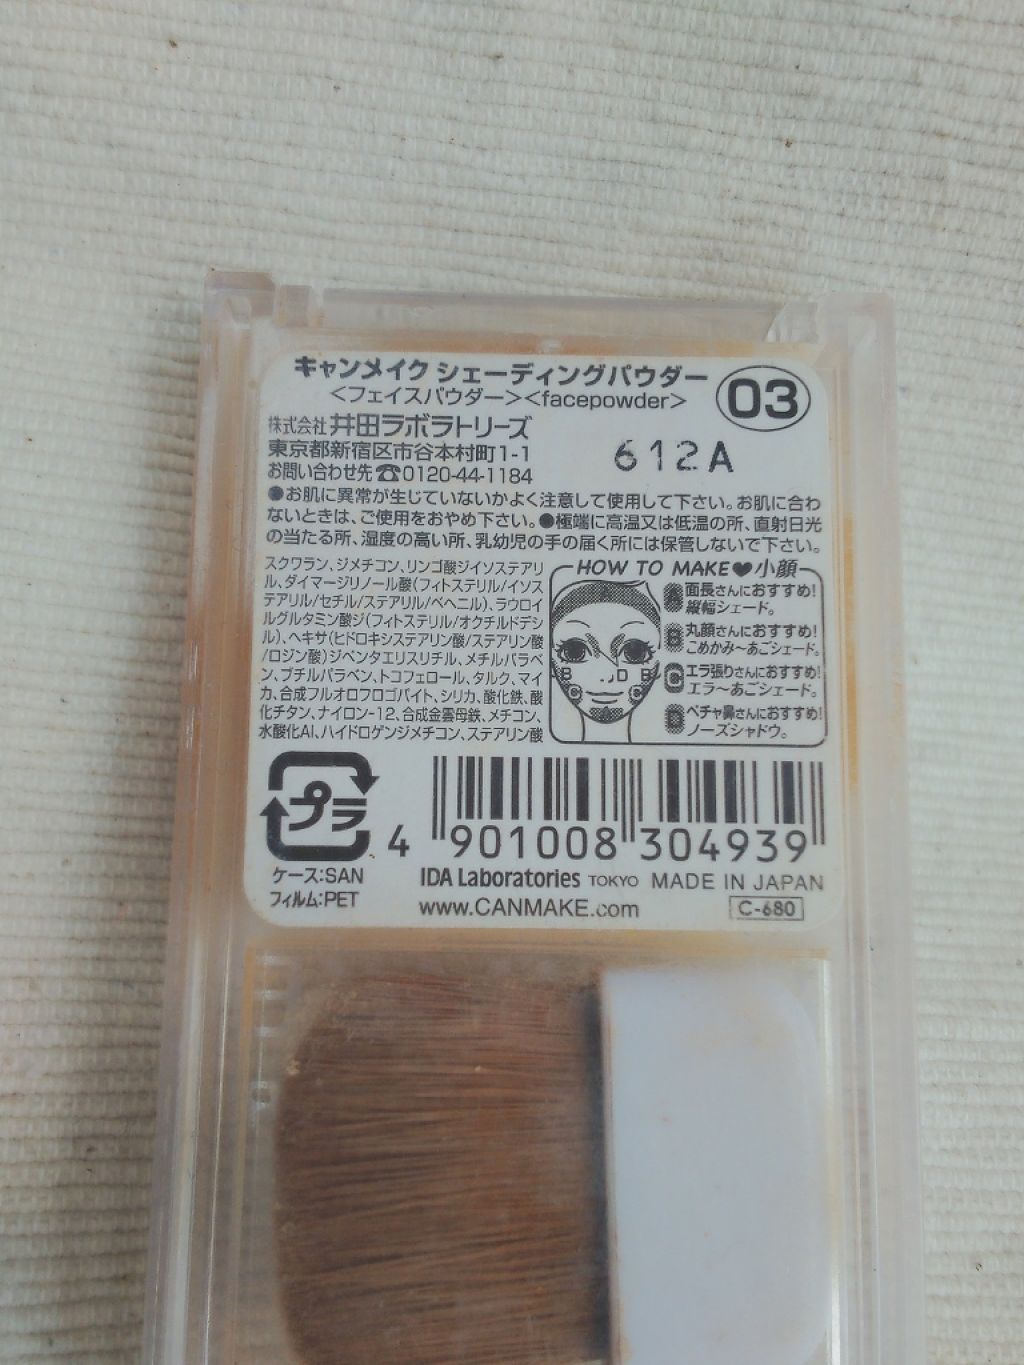 キャンメイク シェーディングパウダー
<フェイスパウダー><facepowder>
03
株式会社 井田ラボラトリーズ
東京都新宿区市谷本村町1-1
お問い合わせ先☎0120-44-1184
612A
●お肌に異常が生じていないかよく注意して使用して下さい。お肌に合わ
ないときは、ご使用をおやめ下さい。●極端に高温又は低温の所、直射日光
の当たる所、湿度の高い所、乳幼児の手の届く所には保管しないで下さい。
スクワラン、ジメチコン、リンゴ酸ジイソステアリ
ル、ダイマージリノール酸(フィトステリル/イソス
テアリル/セチル/ステアリル/ベヘニル)、ラウロイ
ルグルタミン酸ジ(フィトステリル/オクチルドデシ
ル)、ヘキサ(ヒドロキシステアリン酸/ステアリン酸
/ロジン酸)ジペンタエリスリチル、メチルパラベ
ン、ブチルパラベン、トコフェロール、タルク、マイ
カ、合成フルオロフロゴパイト、シリカ、酸化鉄、酸
化チタン、ナイロン-12、合成金雲母鉄、メチコン、
水酸化Al、ハイドロゲンジメチコン、ステアリン酸
HOW TO MAKE♥小顔
A 面長さんにおすすめ!
縦幅シェード。
B 丸顔さんにおすすめ!
こめかみ〜あごシェード。
C エラ張りさんにおすすめ!
エラ〜あごシェード。
D ペチャ鼻さんにおすすめ!
ノーズシャドウ。
A
B D B
C C
プラ
ケース:SAN
フィルム:PET
4 901008 304939
IDA Laboratories TOKYO MADE IN JAPAN
www.CANMAKE.com C-680